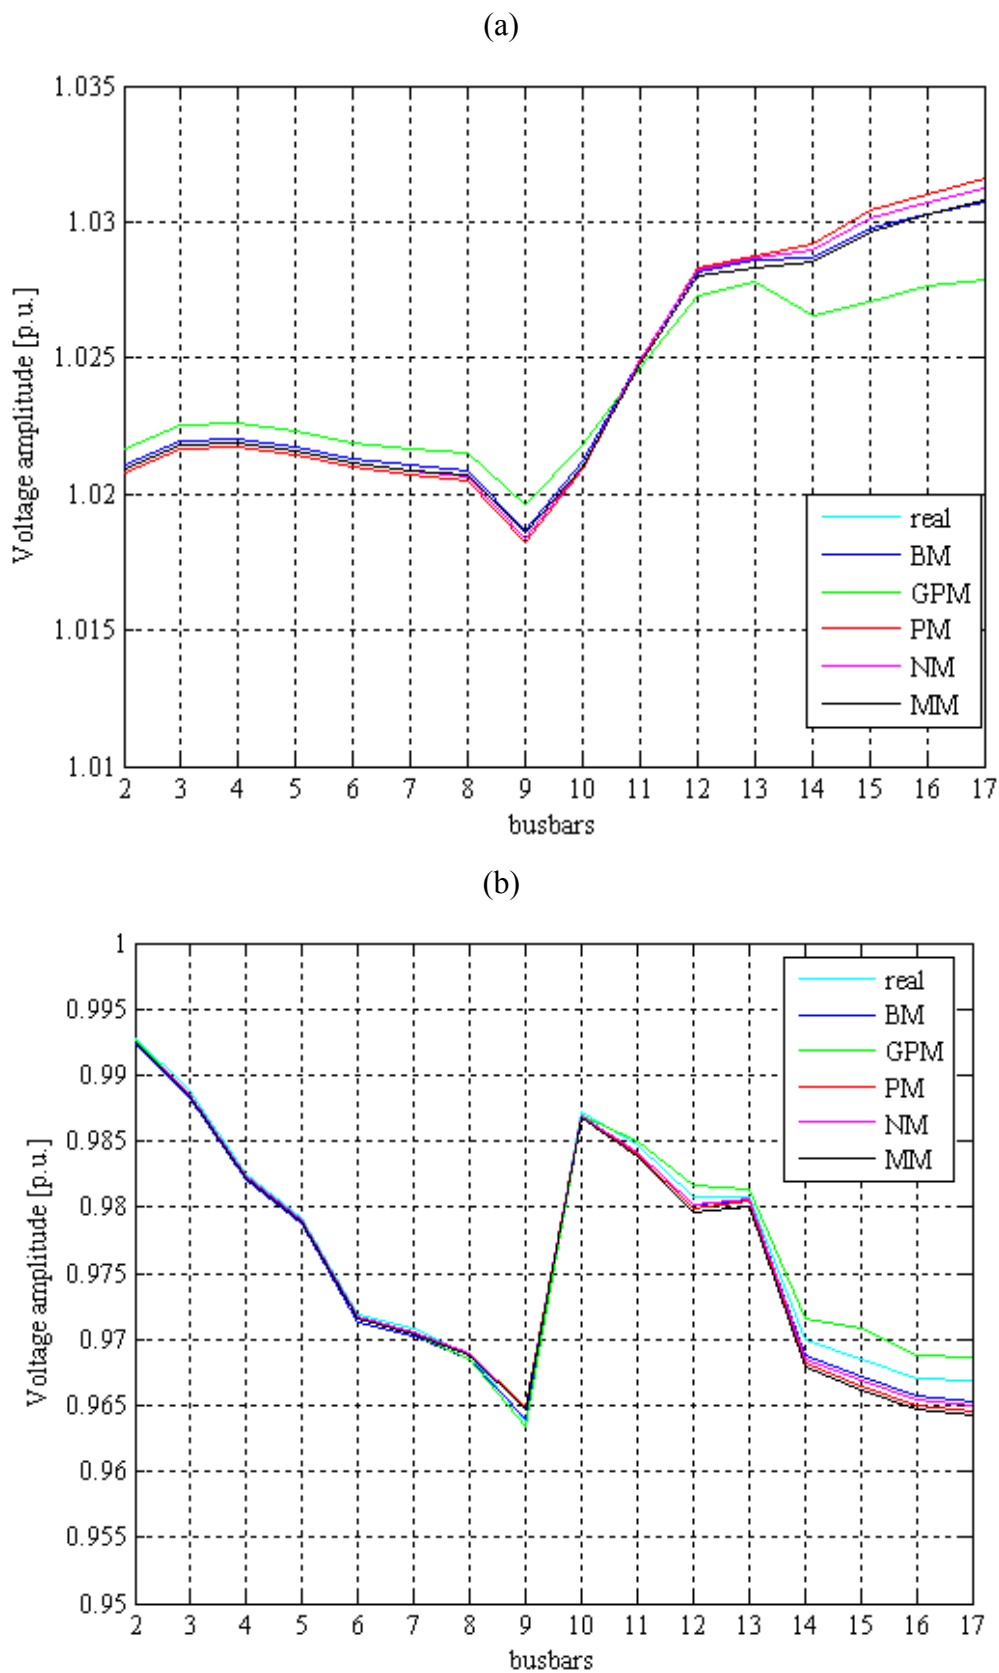 (a)
1.035
1.03
1.025
1.02
1.015
1.01
Voltage amplitude [p.u.]
real
BM
GPM
PM
NM
MM
2 3 4 5 6 7 8 9 10 11 12 13 14 15 16 17
busbars
(b)
1
0.995
0.99
0.985
0.98
0.975
0.97
0.965
0.96
0.955
0.95
Voltage amplitude [p.u.]
real
BM
GPM
PM
NM
MM
2 3 4 5 6 7 8 9 10 11 12 13 14 15 16 17
busbars